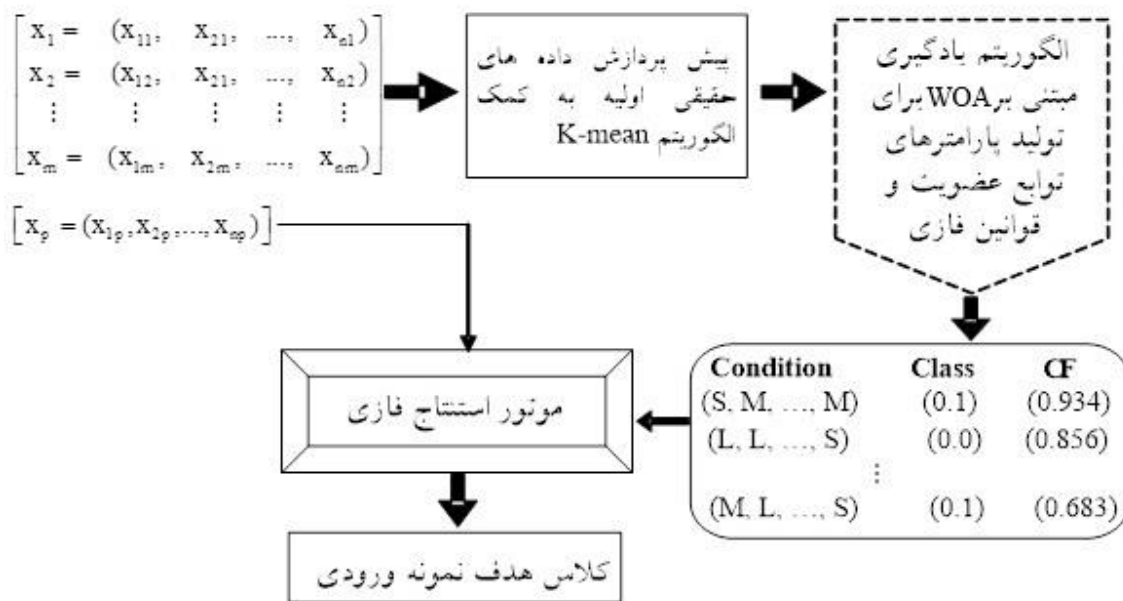 x₁ = (x₁₁, x₂₁, ..., xₙ₁)
x₂ = (x₁₂, x₂₁, ..., xₙ₂)
⋮ ⋮ ⋮ ⋮ ⋮
xₘ = (x₁ₘ, x₂ₘ, ..., xₙₘ)
[xₚ = (x₁ₚ, x₂ₚ, ..., xₙₚ)]
پیش پردازش داده های
حقیقی اولیه به کمک
الگوریتم K-mean
الگوریتم یادگیری
مبتنی بر WOA برای
تولید پارامترهای
توابع عضویت و
قوانین فازی
Condition Class CF
(S, M, ..., M) (0.1) (0.934)
(L, L, ..., S) (0.0) (0.856)
⋮
(M, L, ..., S) (0.1) (0.683)
موتور استنتاج فازی
کلاس هدف نمونه ورودی